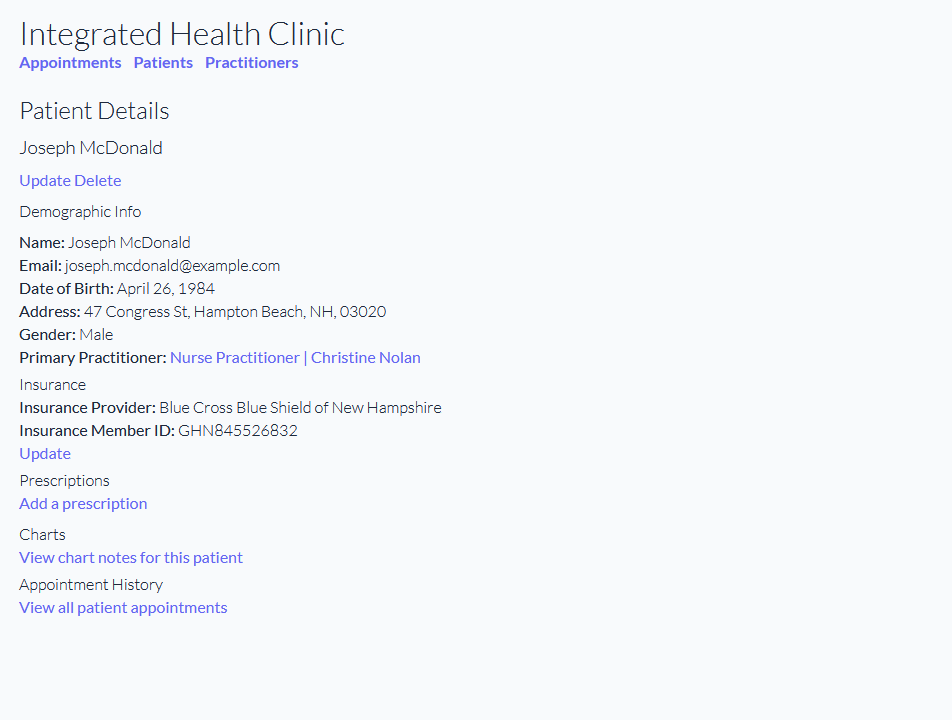 Integrated Health Clinic
Appointments Patients Practitioners
Patient Details
Joseph McDonald
Update Delete
Demographic Info
Name: Joseph McDonald
Email: joseph.mcdonald@example.com
Date of Birth: April 26, 1984
Address: 47 Congress St, Hampton Beach, NH, 03020
Gender: Male
Primary Practitioner: Nurse Practitioner | Christine Nolan
Insurance
Insurance Provider: Blue Cross Blue Shield of New Hampshire
Insurance Member ID: GHN845526832
Update
Prescriptions
Add a prescription
Charts
View chart notes for this patient
Appointment History
View all patient appointments